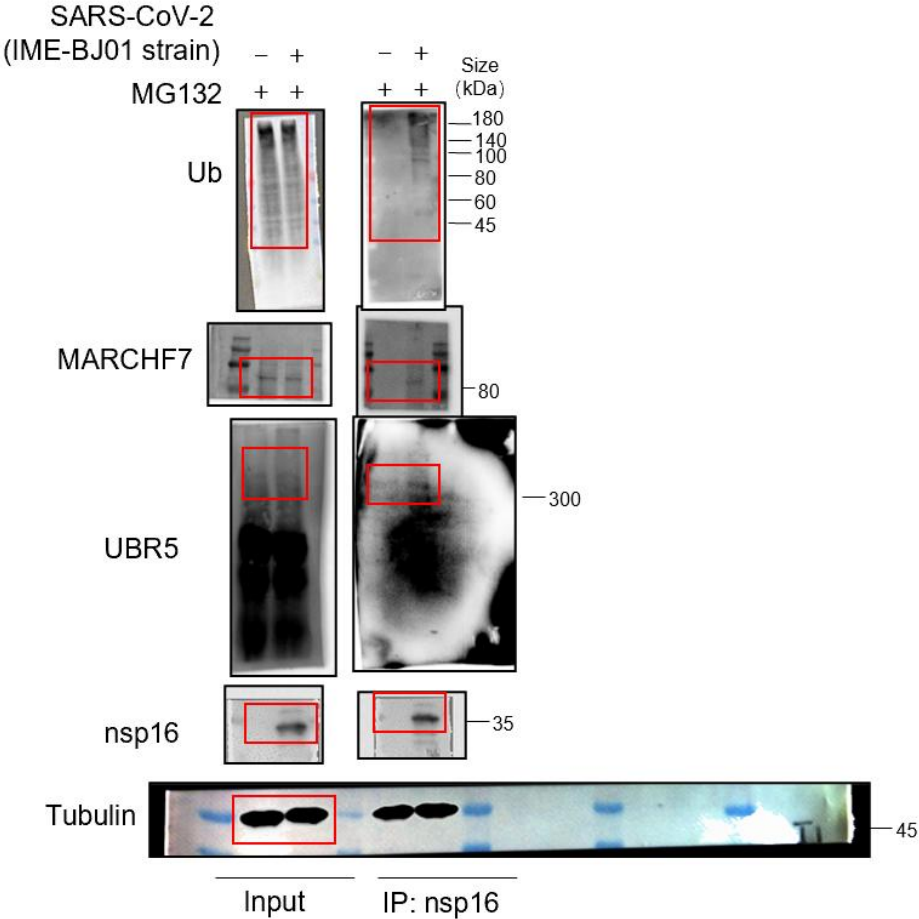 SARS-CoV-2
(IME-BJ01 strain)
− + − +
Size
(kDa)
MG132 + + + +
Ub
180
140
100
80
60
45
MARCHF7
80
UBR5
300
nsp16
35
Tubulin
45
Input
IP: nsp16